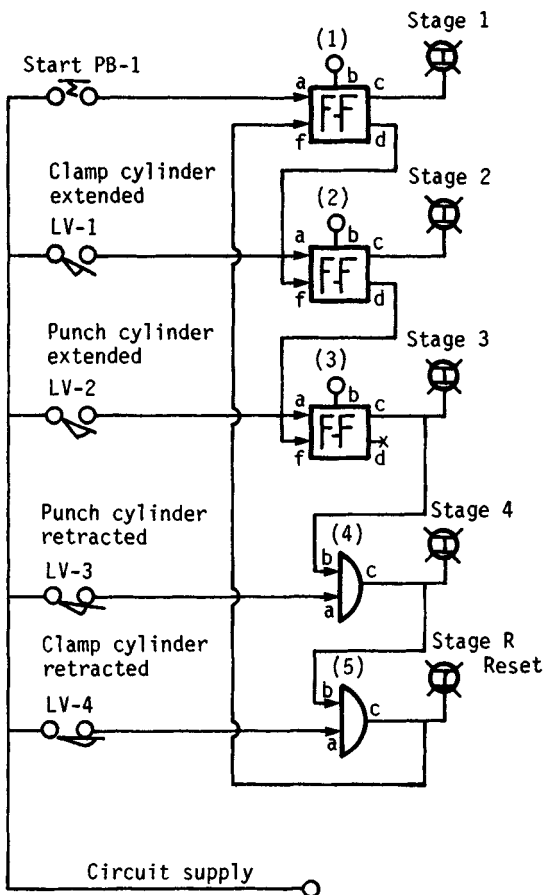 Stage 1
(1)
Start PB-1
a
b
c
FF
f
d
Clamp cylinder
extended
Stage 2
(2)
LV-1
a
b
c
FF
f
d
Punch cylinder
extended
Stage 3
(3)
LV-2
a
b
c
FF
f
d
x
Punch cylinder
retracted
Stage 4
(4)
LV-3
b
c
a
Clamp cylinder
retracted
Stage R
Reset
(5)
LV-4
b
c
a
Circuit supply